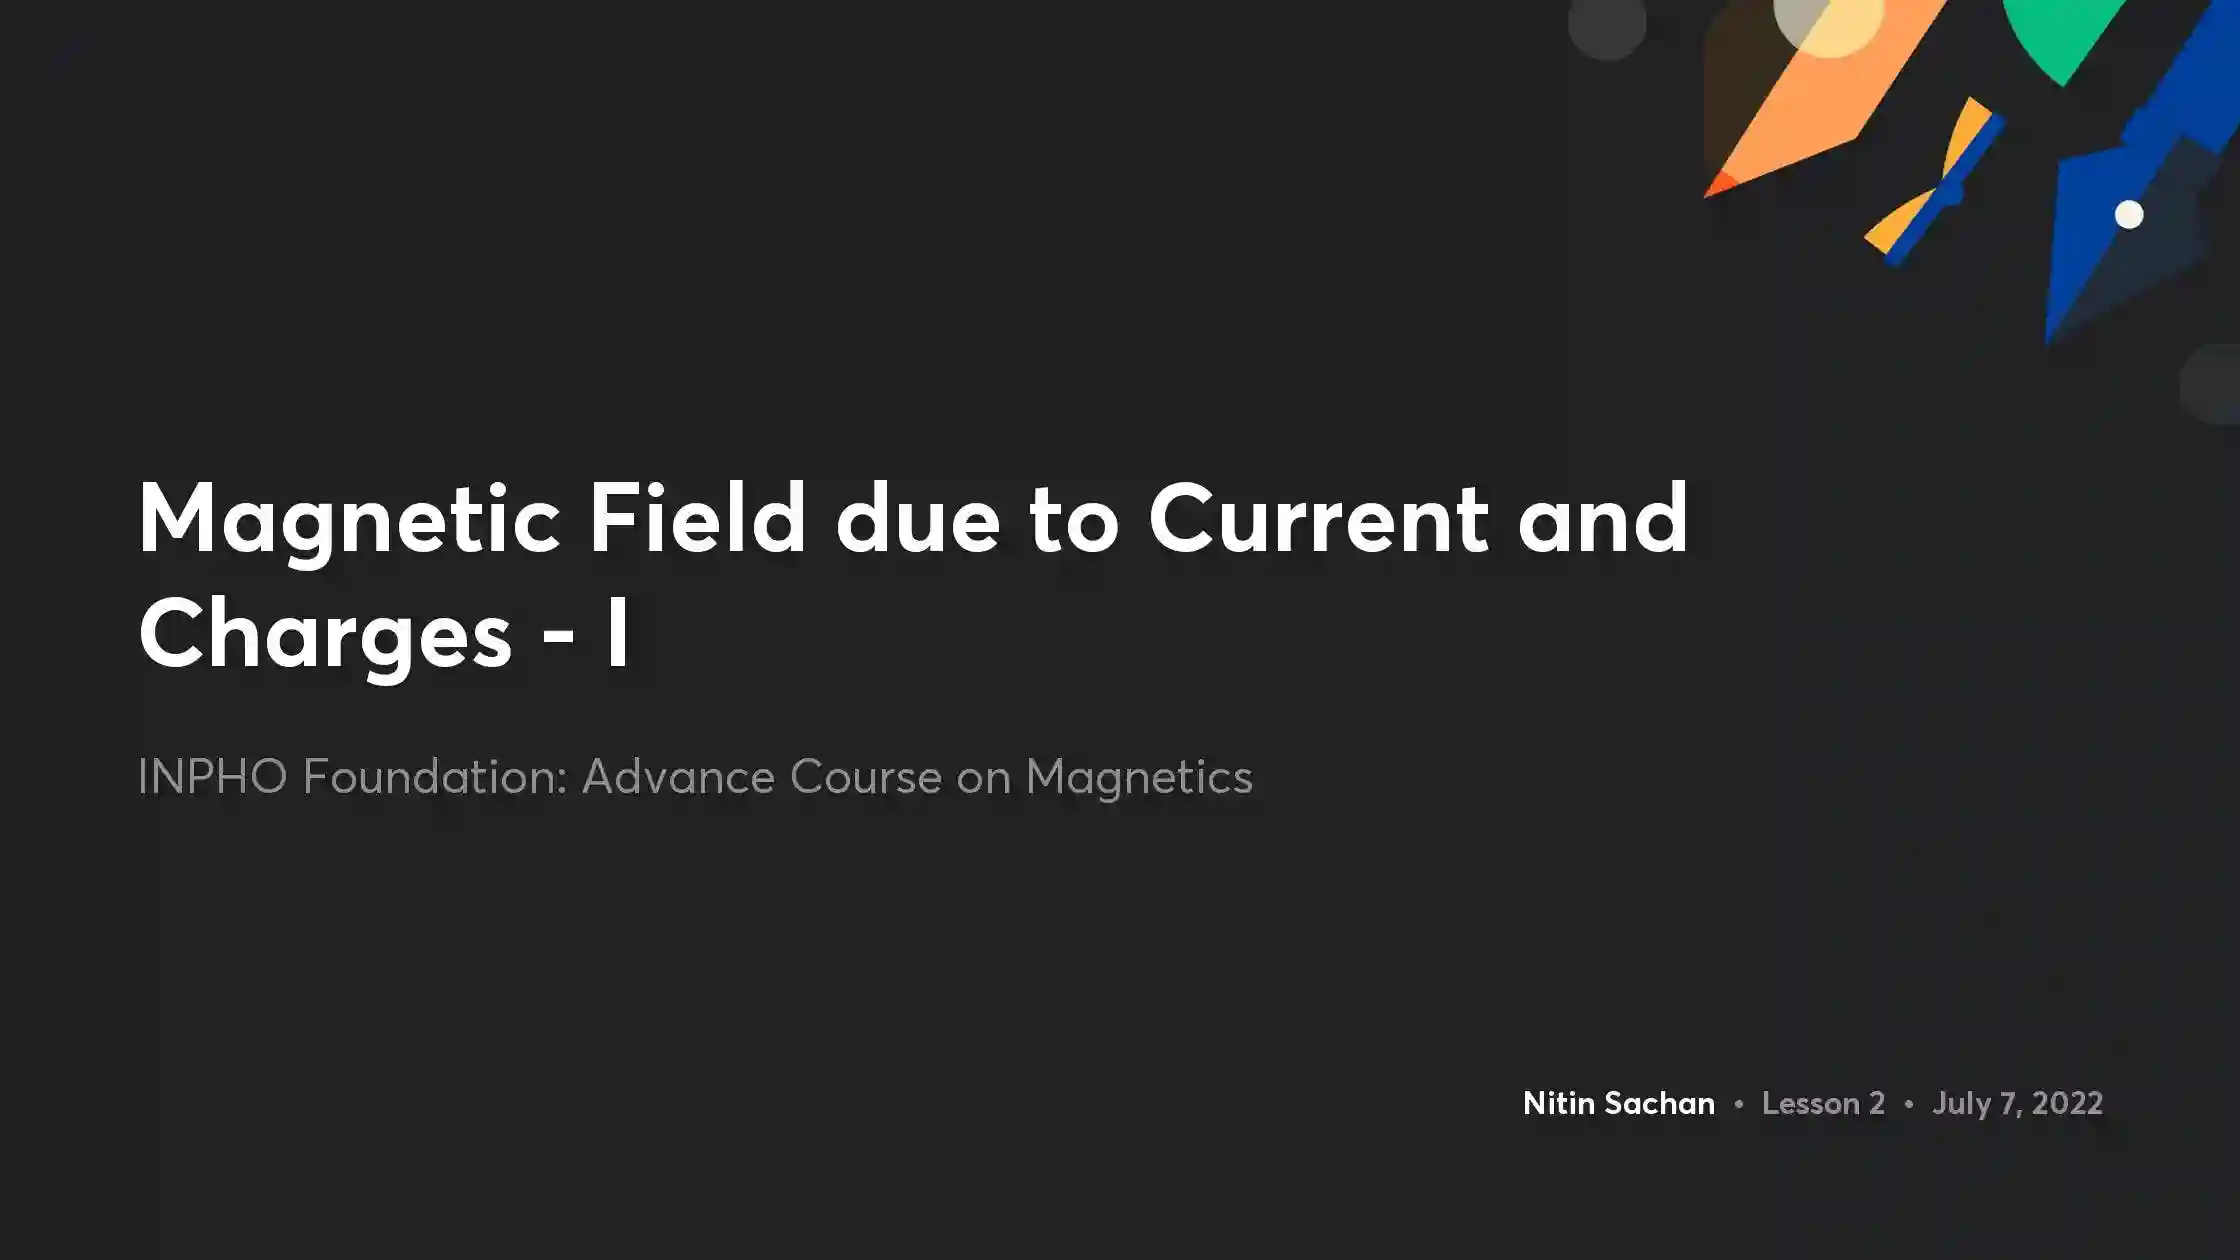 Magnetic Field due to Current and
Charges - I
INPHO Foundation: Advance Course on Magnetics
Nitin Sachan • Lesson 2 • July 7, 2022